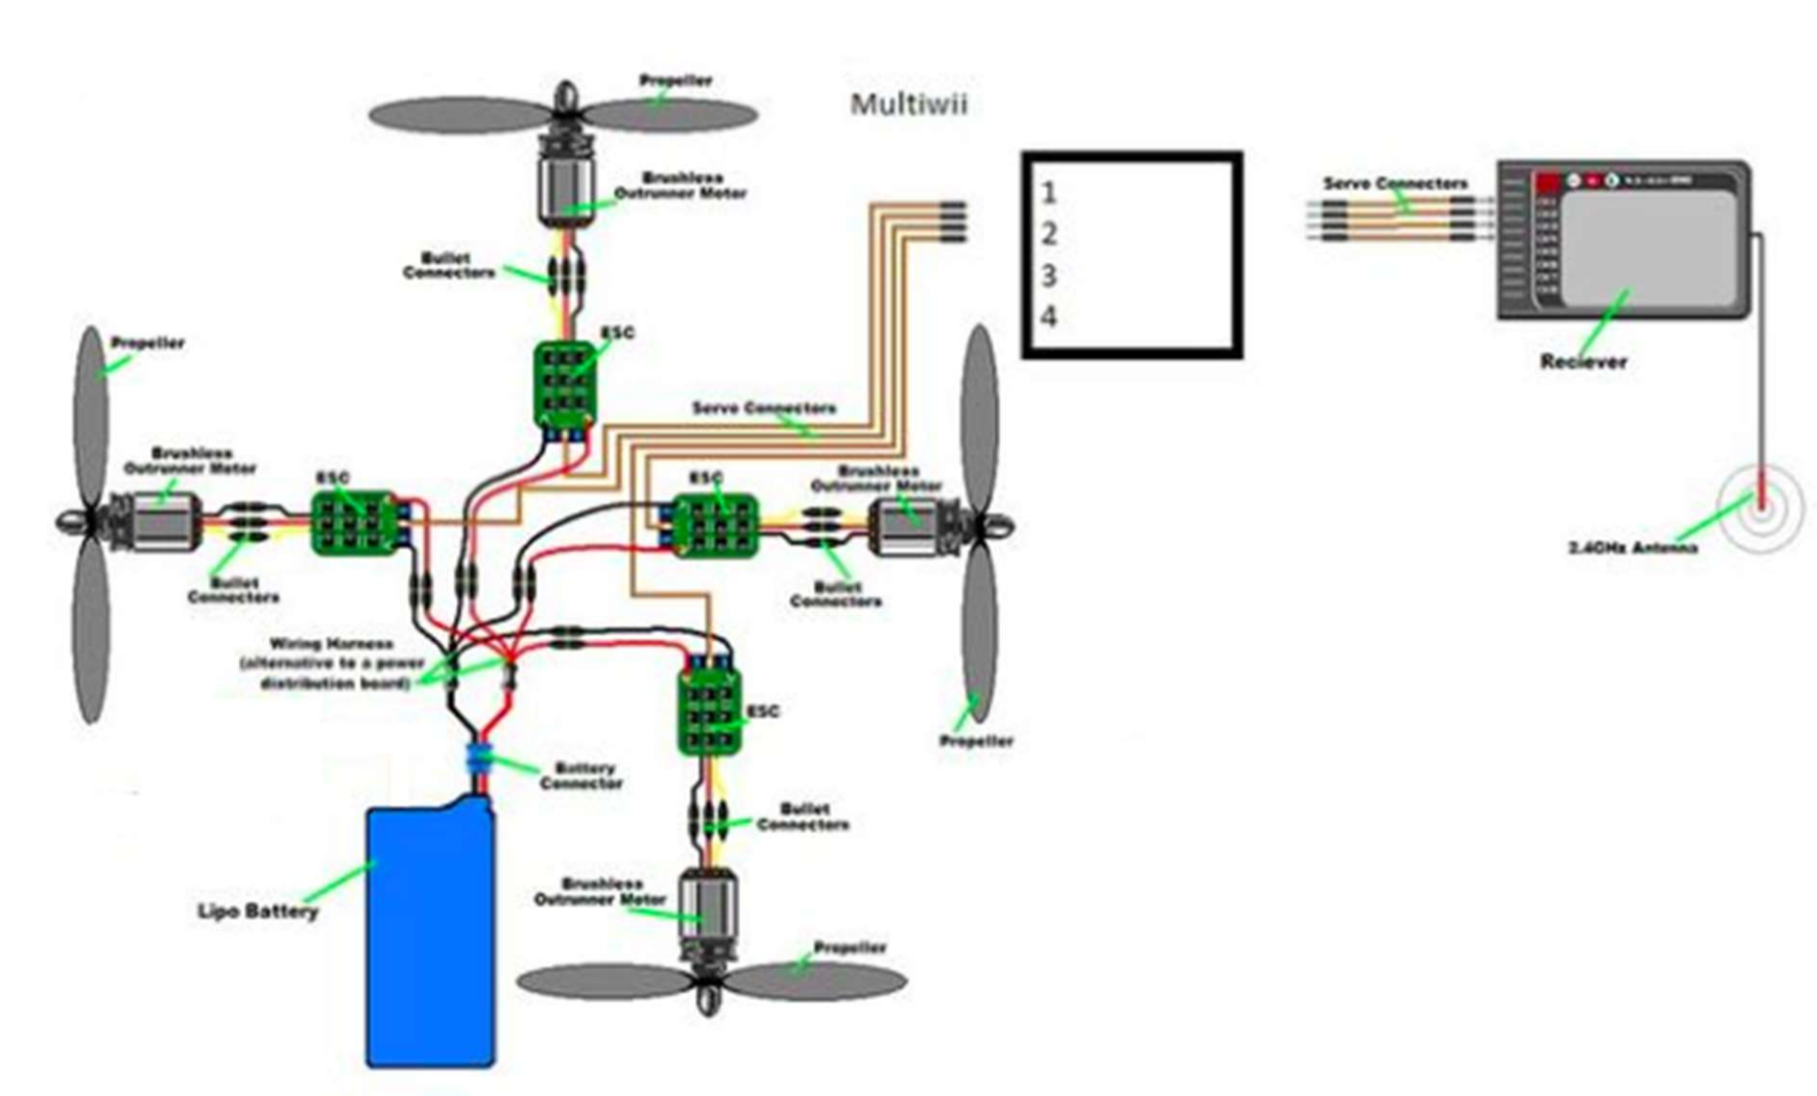 Propeller
Multiwii
Brushless
Outrunner Motor
Servo Connectors
1
2
3
4
Bullet
Connectors
ESC
Reciever
Propeller
Servo Connectors
Brushless
Outrunner Motor
ESC
ESC
Brushless
Outrunner Motor
2.4GHz Antenna
Bullet
Connectors
Bullet
Connectors
Wiring Harness
(alternative to a power
distribution board)
ESC
Propeller
Battery
Connector
Bullet
Connectors
Lipo Battery
Brushless
Outrunner Motor
Propeller